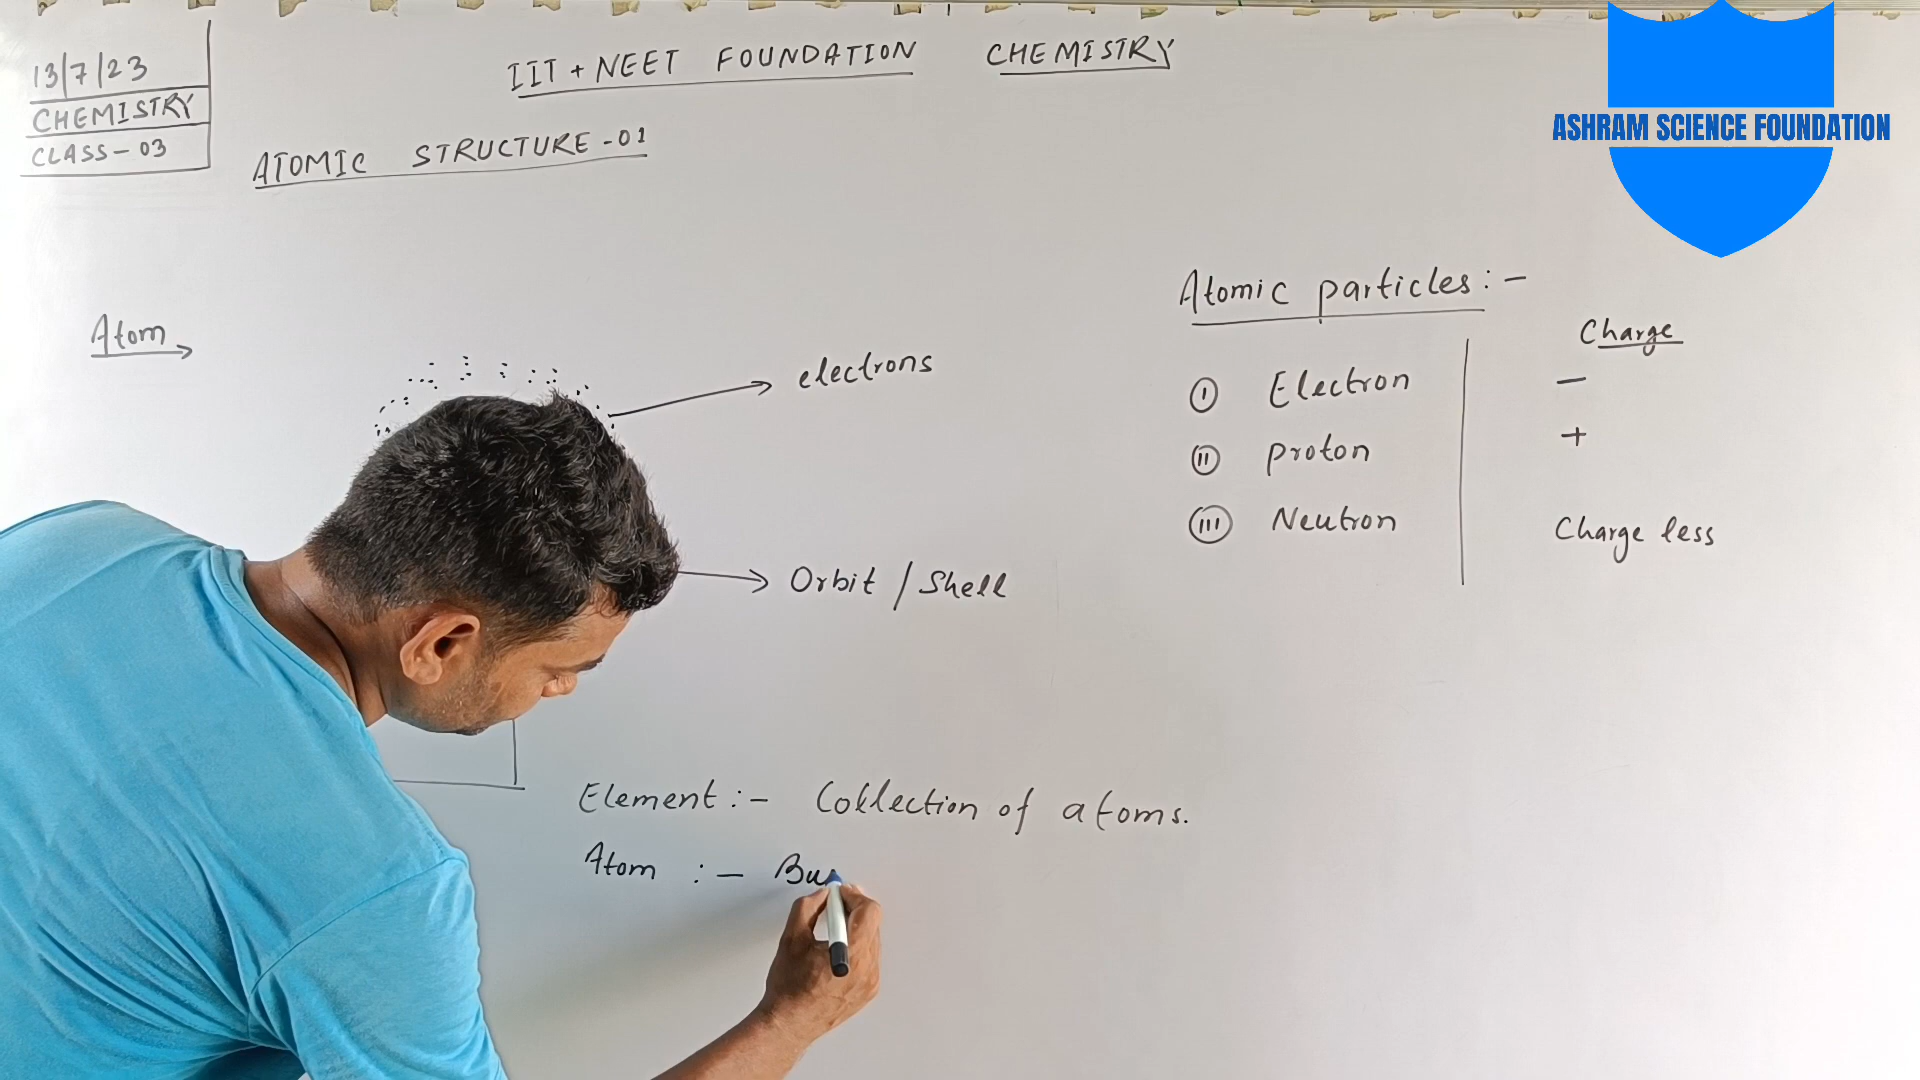 13/7/23
CHEMISTRY
CLASS-03
IIT + NEET FOUNDATION CHEMISTRY
ATOMIC STRUCTURE-01
ASHRAM SCIENCE FOUNDATION
Atom
electrons
Orbit / Shell
Atomic particles :-
Charge
(i) Electron -
(ii) proton +
(iii) Neutron Charge less
Element :- Collection of atoms.
Atom :-